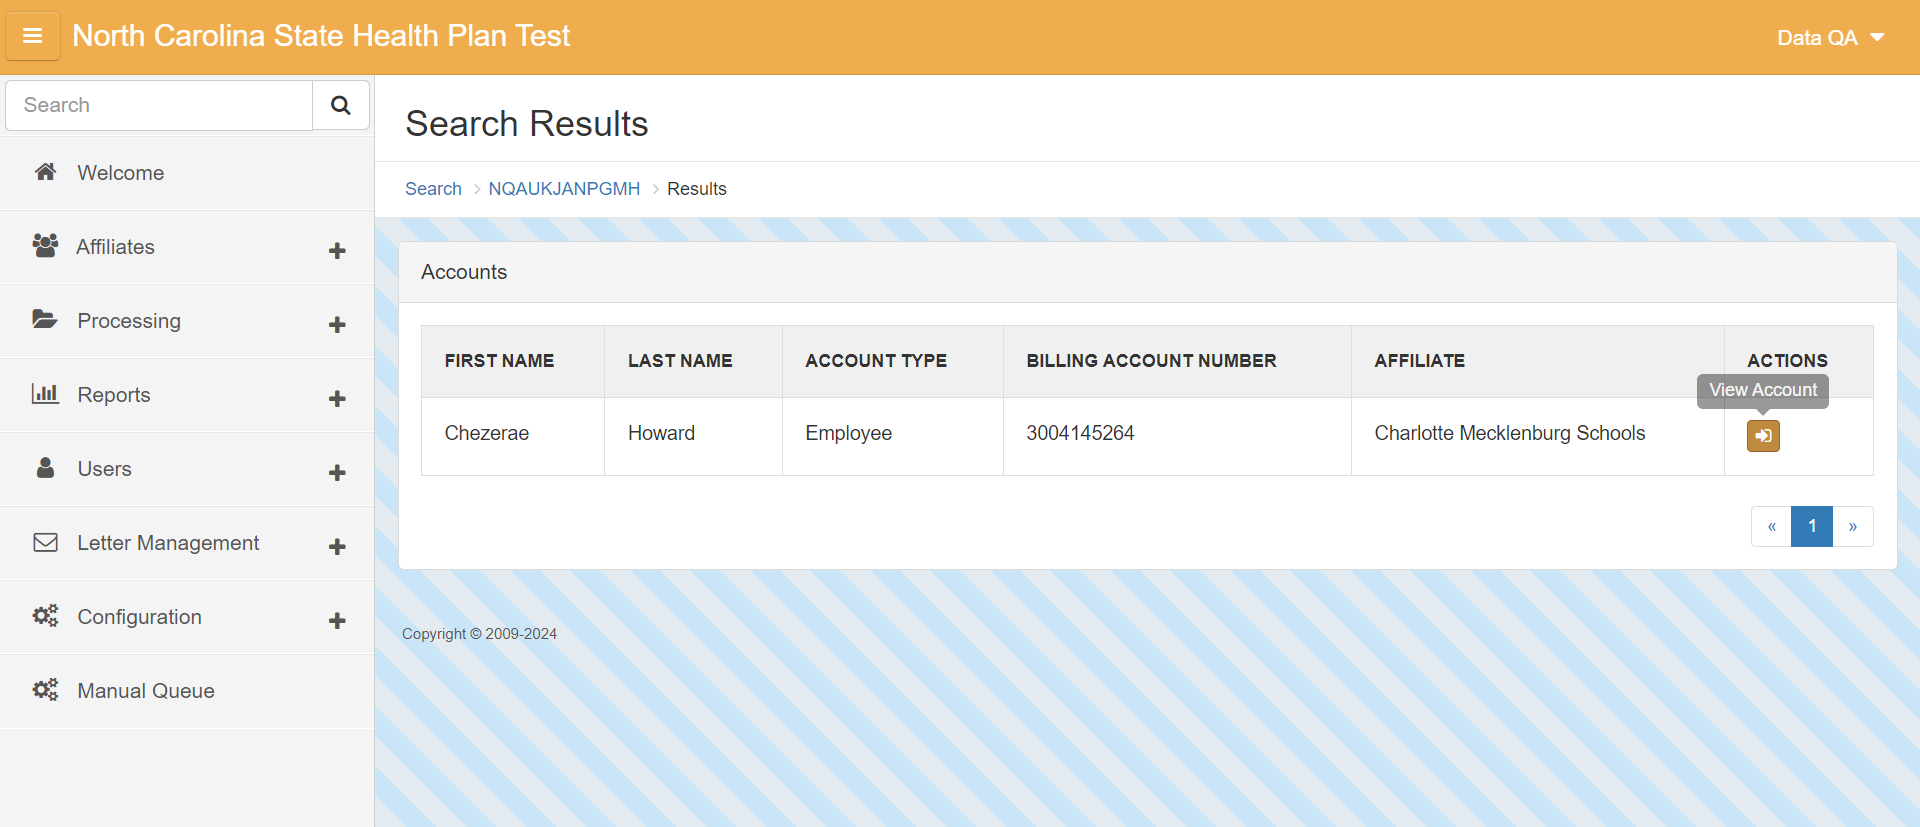 North Carolina State Health Plan Test
Data QA
Search
Welcome
Affiliates
Processing
Reports
Users
Letter Management
Configuration
Manual Queue
Search Results
Search > NQAUKJANPGMH > Results
Accounts
FIRST NAME LAST NAME ACCOUNT TYPE BILLING ACCOUNT NUMBER AFFILIATE ACTIONS
View Account
Chezerae Howard Employee 3004145264 Charlotte Mecklenburg Schools
« 1 »
Copyright © 2009-2024